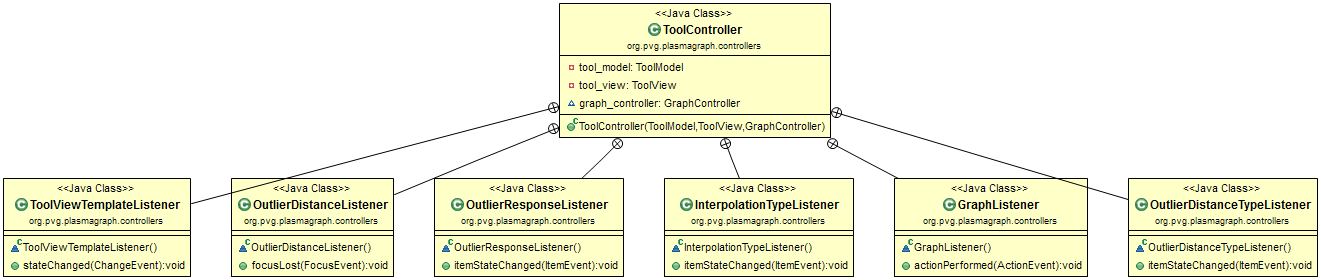 <<Java Class>>
ToolController
org.pvg.plasmagraph.controllers
tool_model: ToolModel
tool_view: ToolView
graph_controller: GraphController
ToolController(ToolModel,ToolView,GraphController)
<<Java Class>>
ToolViewTemplateListener
org.pvg.plasmagraph.controllers
ToolViewTemplateListener()
stateChanged(ChangeEvent):void
<<Java Class>>
OutlierDistanceListener
org.pvg.plasmagraph.controllers
OutlierDistanceListener()
focusLost(FocusEvent):void
<<Java Class>>
OutlierResponseListener
org.pvg.plasmagraph.controllers
OutlierResponseListener()
itemStateChanged(ItemEvent):void
<<Java Class>>
InterpolationTypeListener
org.pvg.plasmagraph.controllers
InterpolationTypeListener()
itemStateChanged(ItemEvent):void
<<Java Class>>
GraphListener
org.pvg.plasmagraph.controllers
GraphListener()
actionPerformed(ActionEvent):void
<<Java Class>>
OutlierDistanceTypeListener
org.pvg.plasmagraph.controllers
OutlierDistanceTypeListener()
itemStateChanged(ItemEvent):void